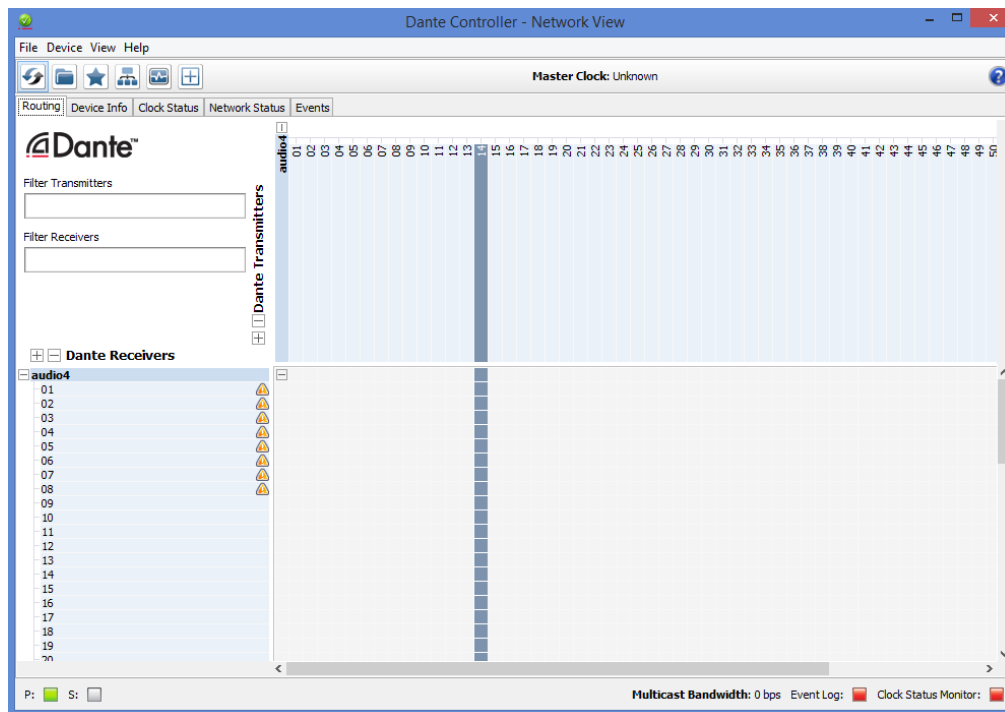 Dante Controller - Network View
File Device View Help
Master Clock: Unknown
Routing Device Info Clock Status Network Status Events
Dante™
Filter Transmitters
Filter Receivers
Dante Transmitters
audio4
01 02 03 04 05 06 07 08 09 10 11 12 13 14 15 16 17 18 19 20 21 22 23 24 25 26 27 28 29 30 31 32 33 34 35 36 37 38 39 40 41 42 43 44 45 46 47 48 49 50
Dante Receivers
audio4
01
02
03
04
05
06
07
08
09
10
11
12
13
14
15
16
17
18
19
20
P: S: Multicast Bandwidth: 0 bps Event Log: Clock Status Monitor: